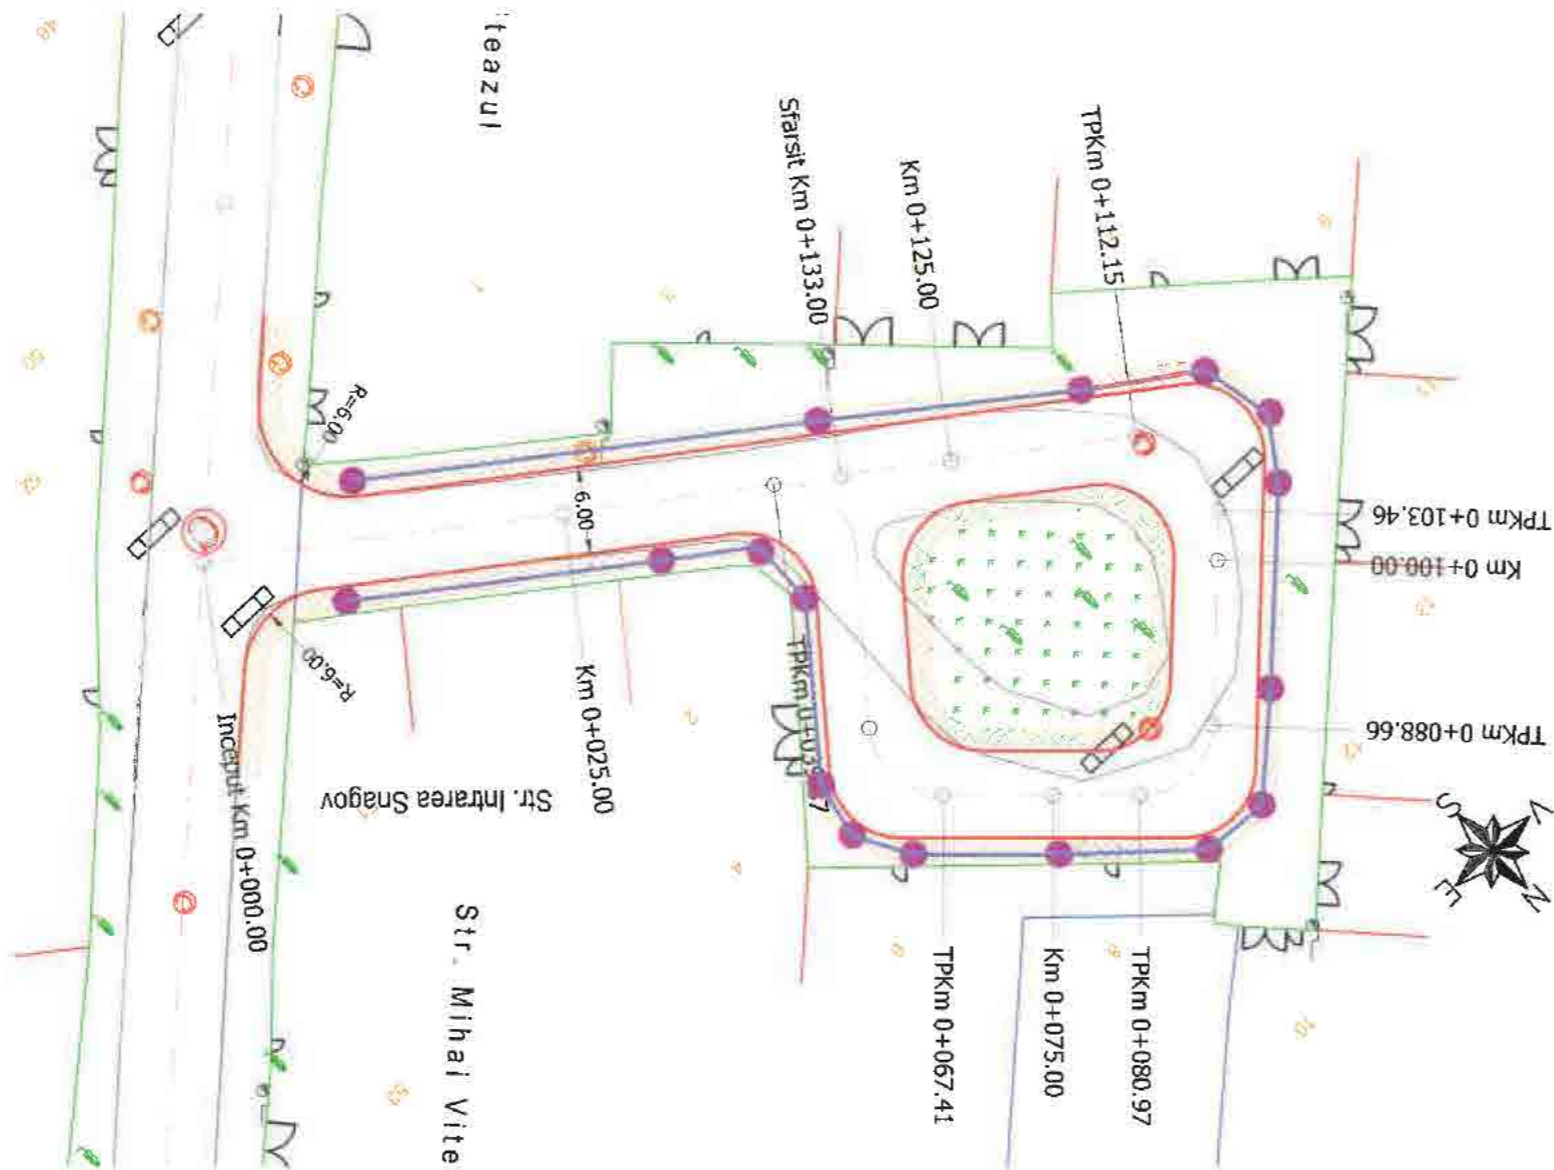 teazul
Sfarsit Km 0+133.00
Km 0+125.00
TPKm 0+112.15
R=6.00
6.00
TPKm 0+103.46
Km 0+100.00
TPKm 0+088.66
R=6.00
Inceput Km 0+000.00
Str. Intrarea Snagov
Km 0+025.00
Str. Mihai Vite
TPKm 0+067.41
Km 0+075.00
TPKm 0+080.97
S
V
E
N